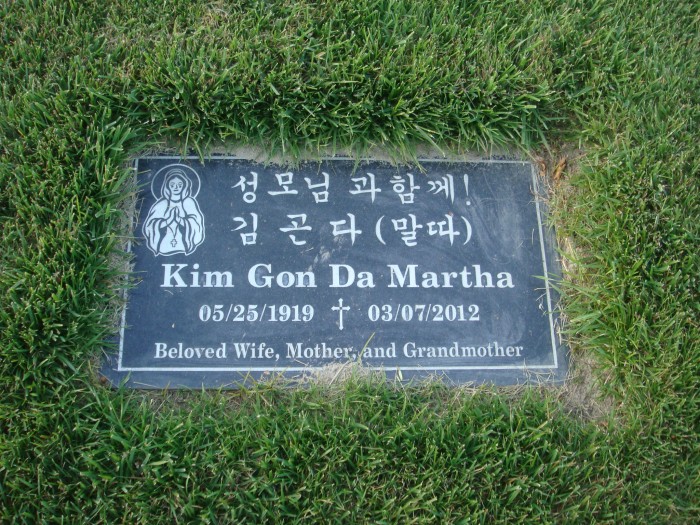 성모님 과 함께!
김 곤 다 (말따)
Kim Gon Da Martha
05/25/1919 ✝ 03/07/2012
Beloved Wife, Mother, and Grandmother